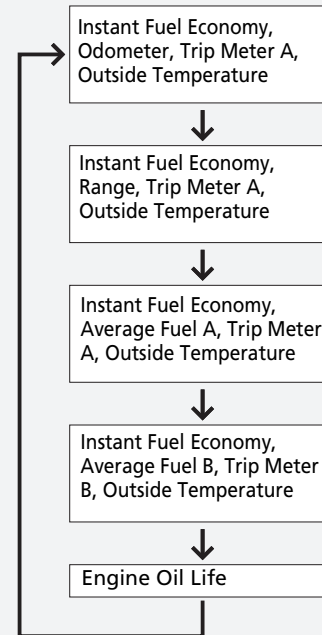 Instant Fuel Economy,
Odometer, Trip Meter A,
Outside Temperature
Instant Fuel Economy,
Range, Trip Meter A,
Outside Temperature
Instant Fuel Economy,
Average Fuel A, Trip Meter
A, Outside Temperature
Instant Fuel Economy,
Average Fuel B, Trip Meter
B, Outside Temperature
Engine Oil Life